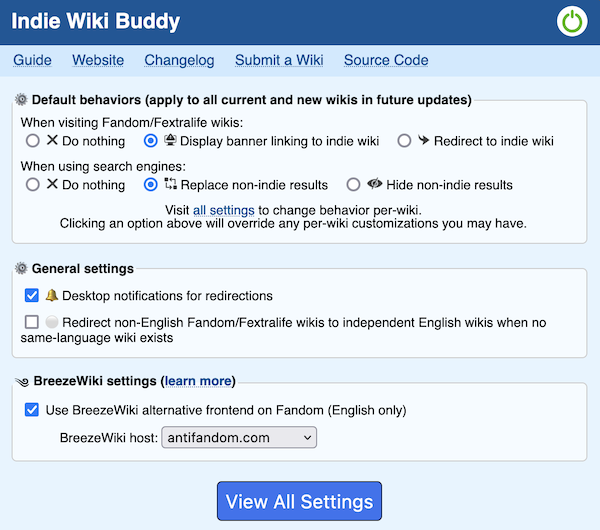 Indie Wiki Buddy
Guide Website Changelog Submit a Wiki Source Code
Default behaviors (apply to all current and new wikis in future updates)
When visiting Fandom/Fextralife wikis:
Do nothing Display banner linking to indie wiki Redirect to indie wiki
When using search engines:
Do nothing Replace non-indie results Hide non-indie results
Visit all settings to change behavior per-wiki.
Clicking an option above will override any per-wiki customizations you may have.
General settings
Desktop notifications for redirections
Redirect non-English Fandom/Fextralife wikis to independent English wikis when no
same-language wiki exists
BreezeWiki settings (learn more)
Use BreezeWiki alternative frontend on Fandom (English only)
BreezeWiki host: antifandom.com
View All Settings